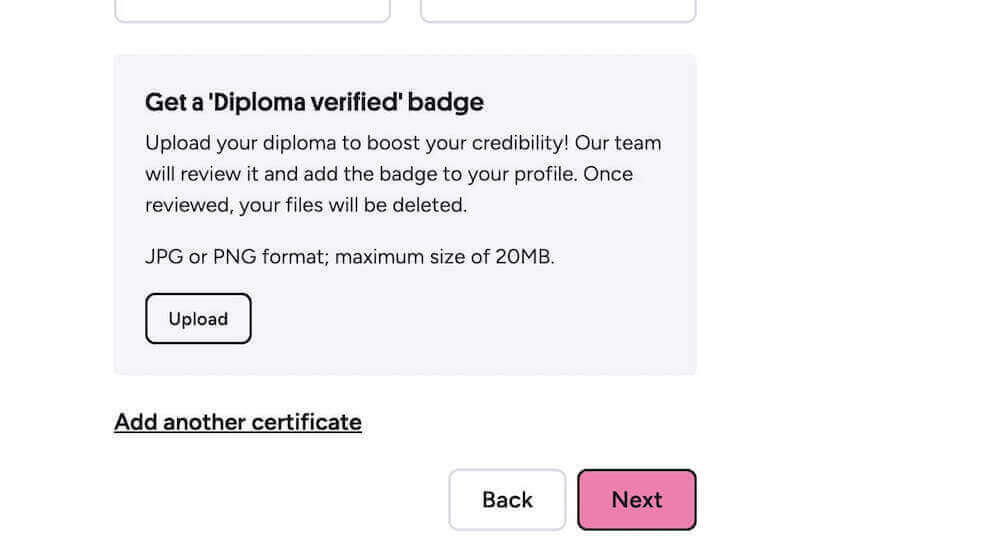 Get a 'Diploma verified' badge
Upload your diploma to boost your credibility! Our team
will review it and add the badge to your profile. Once
reviewed, your files will be deleted.
JPG or PNG format; maximum size of 20MB.
Upload
Add another certificate
Back
Next